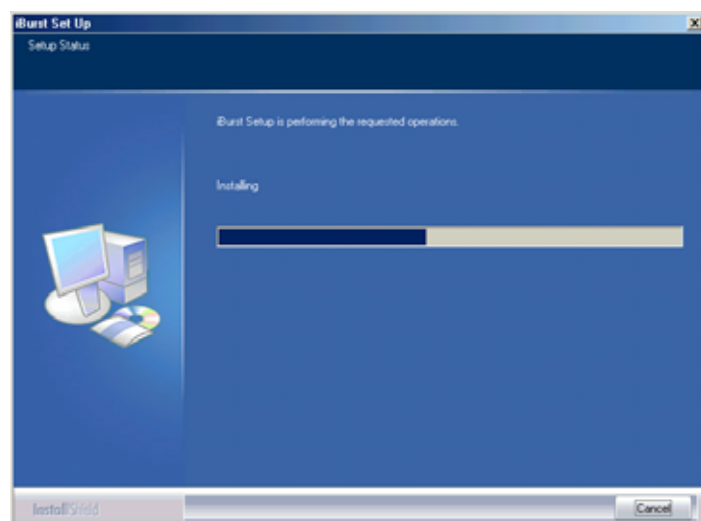 iBurst Set Up
Setup Status
iBurst Setup is performing the requested operations.
Installing
InstallShield
Cancel